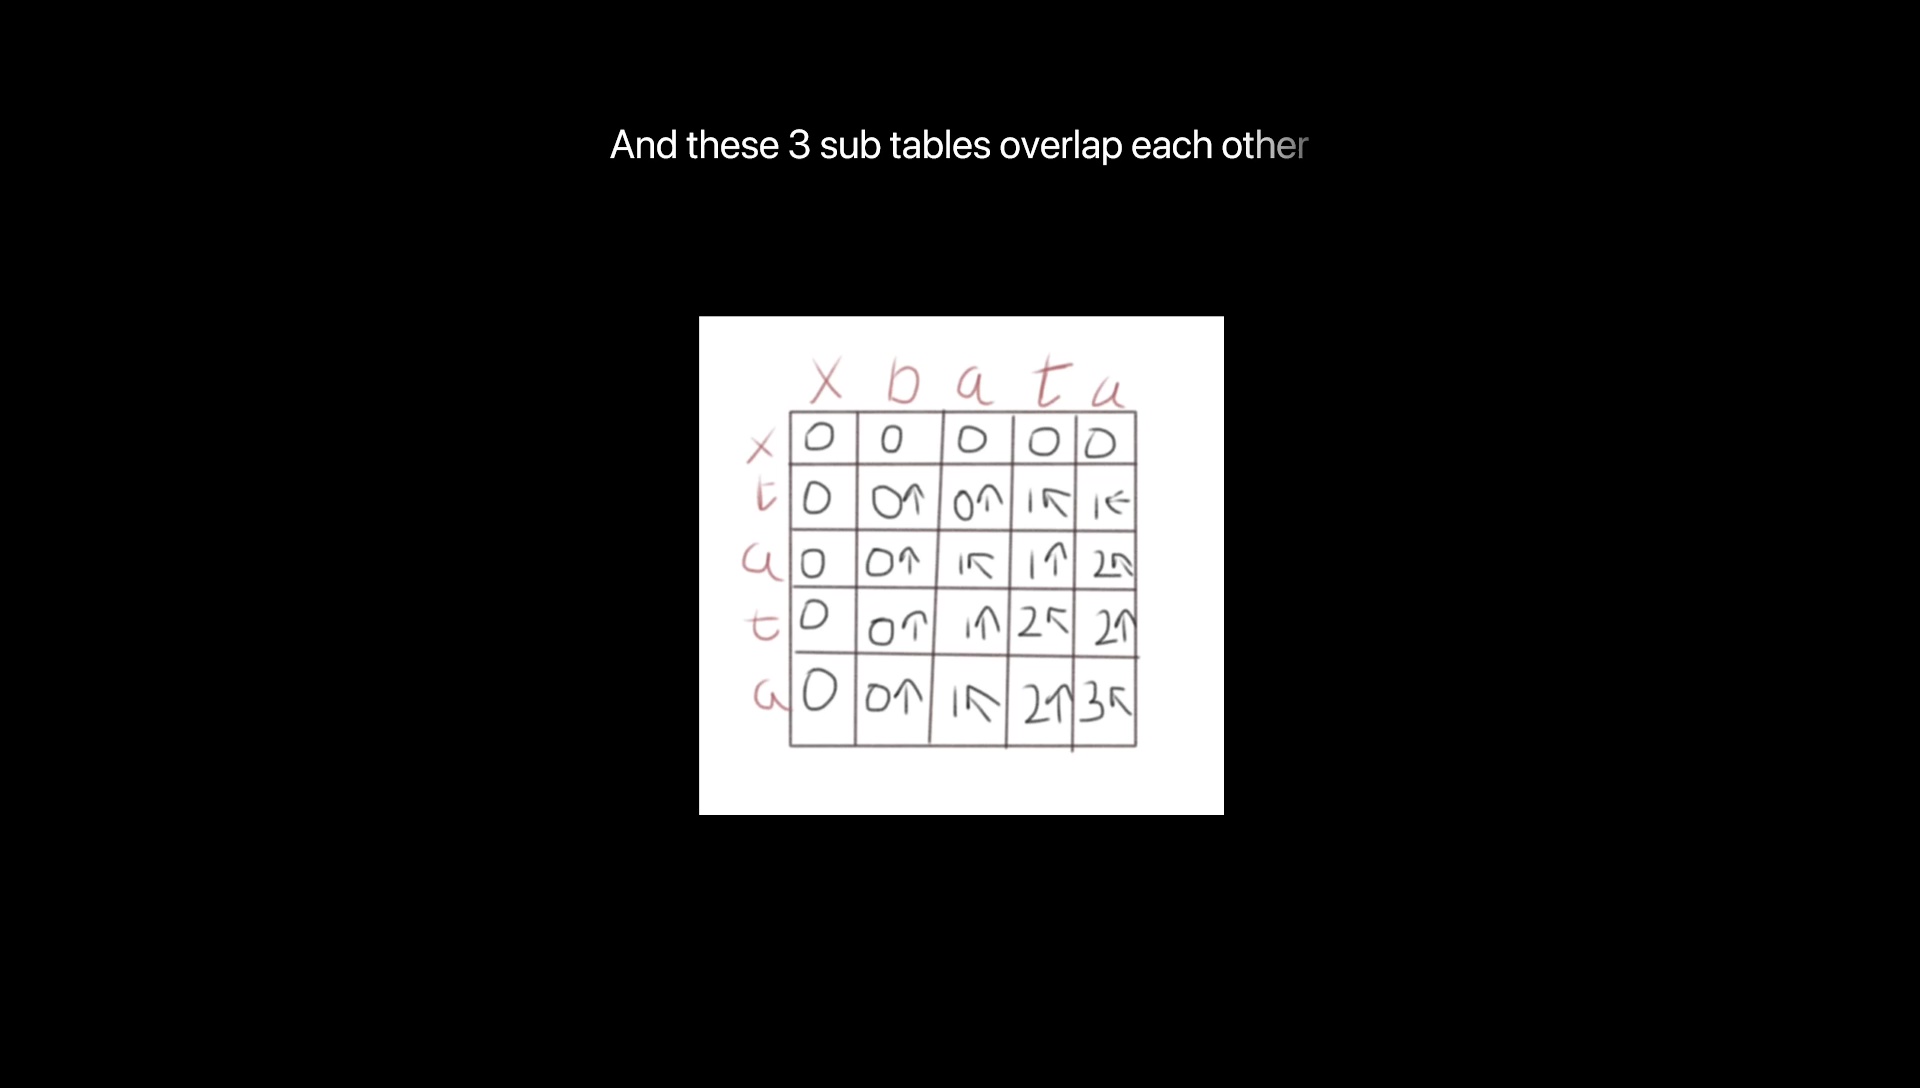 And these 3 sub tables overlap each other
x b a t a
x 0 0 0 0 0
t 0 0↑ 0↑ 1↖ 1←
a 0 0↑ 1↖ 1↑ 2↖
t 0 0↑ 1↑ 2↖ 2↑
a 0 0↑ 1↖ 2↑ 3↖